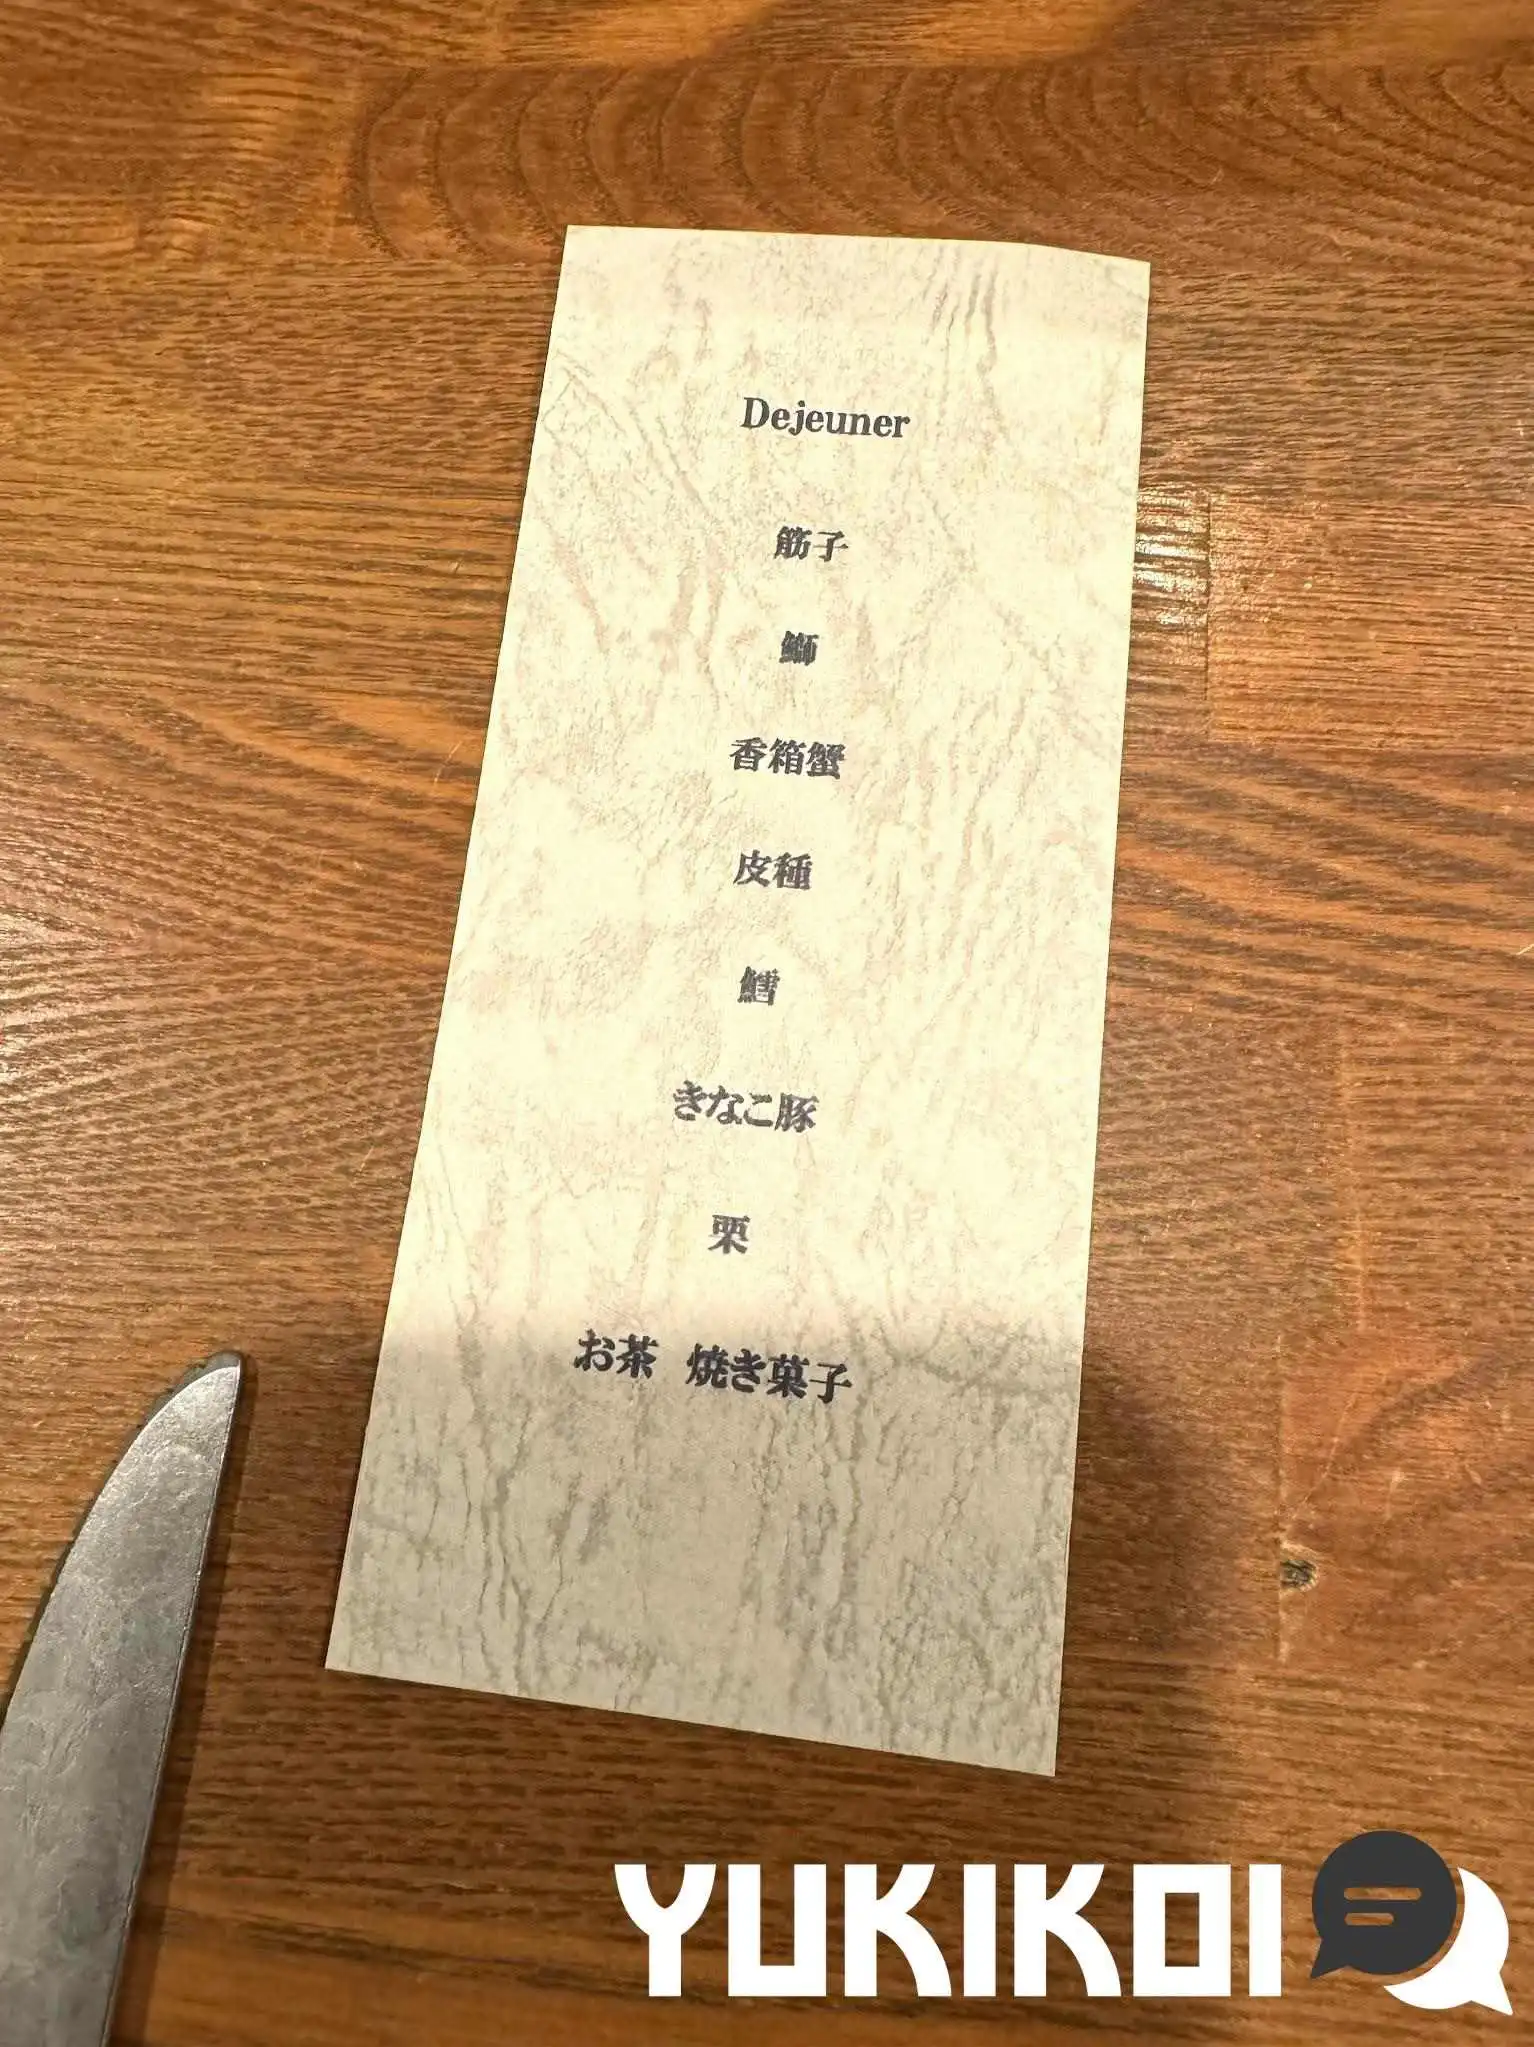 Dejeuner
筋子
鰤
香箱蟹
皮種
鱈
きなこ豚
栗
お茶 焼き菓子
YUKIKOI